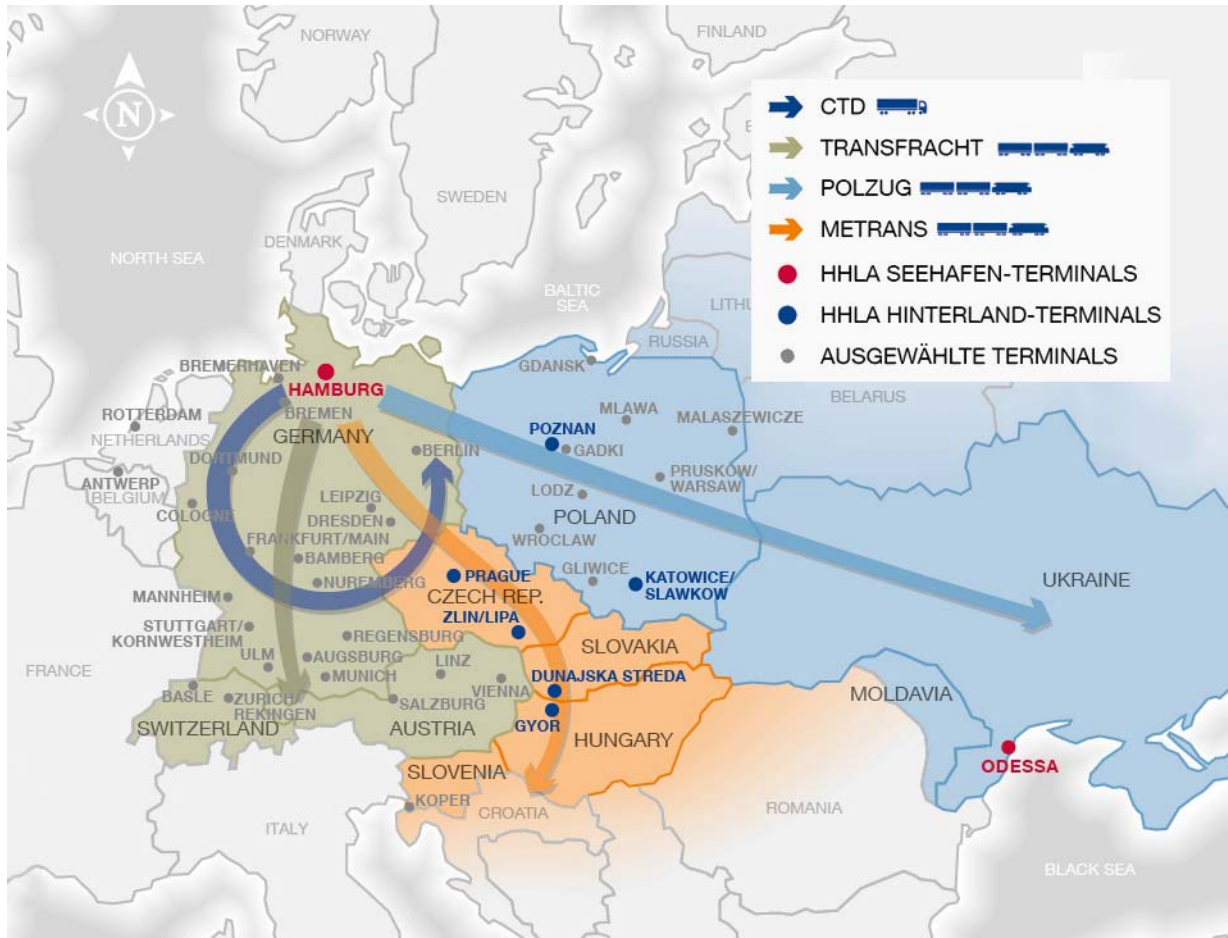 NORWAY
FINLAND
N
SWEDEN
DENMARK
NORTH SEA
BALTIC
SEA
CTD
TRANSFRACHT
POLZUG
METRANS
HHLA SEEHAFEN-TERMINALS
HHLA HINTERLAND-TERMINALS
AUSGEWÄHLTE TERMINALS
RUSSIA
BELARUS
BREMERHAVEN
HAMBURG
BREMEN
GERMANY
ROTTERDAM
NETHERLANDS
DORTMUND
ANTWERP
BELGIUM
COLOGNE
BERLIN
LEIPZIG
DRESDEN
FRANKFURT/MAIN
BAMBERG
NUREMBERG
MANNHEIM
STUTTGART/
KORNWESTHEIM
REGENSBURG
ULM
AUGSBURG
MUNICH
FRANCE
BASLE
ZURICH/
REKINGEN
SWITZERLAND
LINZ
VIENNA
SALZBURG
AUSTRIA
GDANSK
MLAWA
MALASZEWICZE
POZNAN
GADKI
PRUSKOW/
WARSAW
LODZ
POLAND
WROCLAW
GLIWICE
KATOWICE/
SLAWKOW
PRAGUE
CZECH REP.
ZLIN/LIPA
SLOVAKIA
DUNAJSKA STREDA
GYOR
HUNGARY
SLOVENIA
KOPER
CROATIA
ITALY
UKRAINE
MOLDAVIA
ODESSA
ROMANIA
BLACK SEA